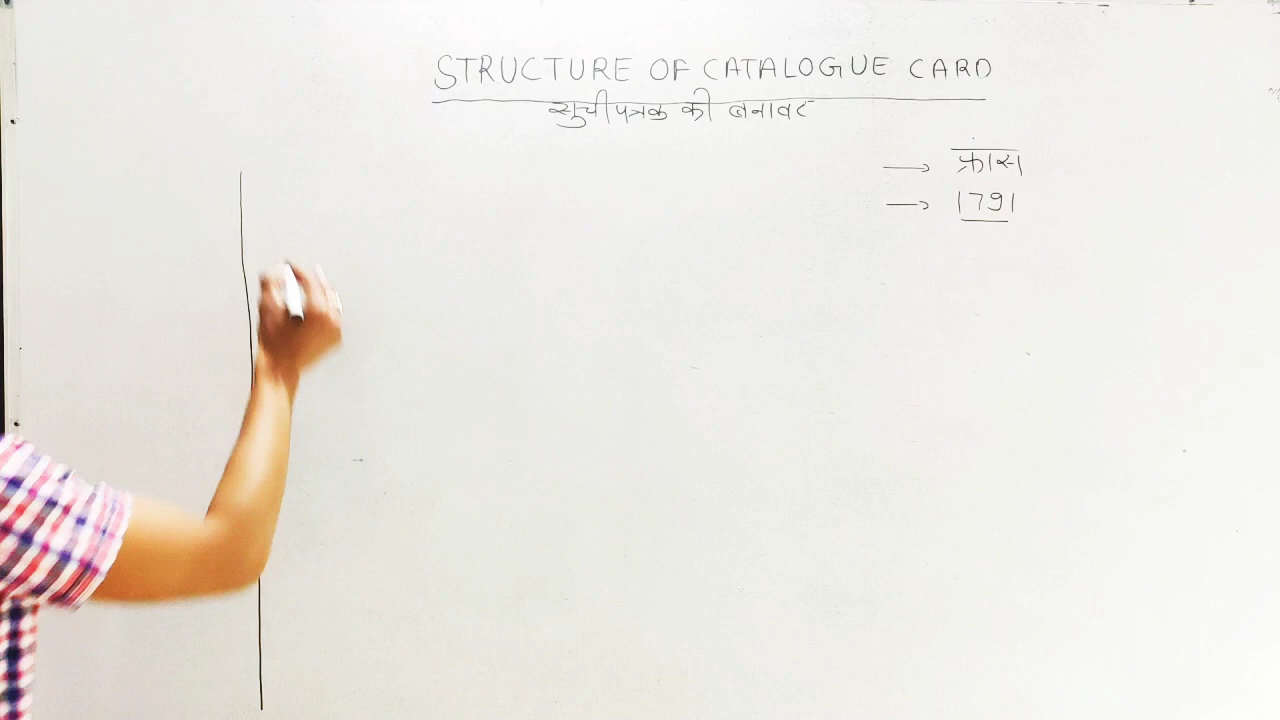 STRUCTURE OF CATALOGUE CARD
सुचीपत्रक की बनावट
→ फ्रांस
→ 1791